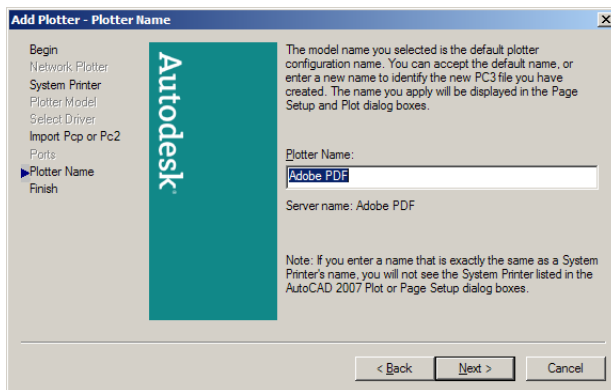 Add Plotter - Plotter Name
Begin
Network Plotter
System Printer
Plotter Model
Select Driver
Import Pcp or Pc2
Ports
Plotter Name
Finish
Autodesk
The model name you selected is the default plotter
configuration name. You can accept the default name, or
enter a new name to identify the new PC3 file you have
created. The name you apply will be displayed in the Page
Setup and Plot dialog boxes.
Plotter Name:
Adobe PDF
Server name: Adobe PDF
Note: If you enter a name that is exactly the same as a System
Printer's name, you will not see the System Printer listed in the
AutoCAD 2007 Plot or Page Setup dialog boxes.
< Back
Next >
Cancel